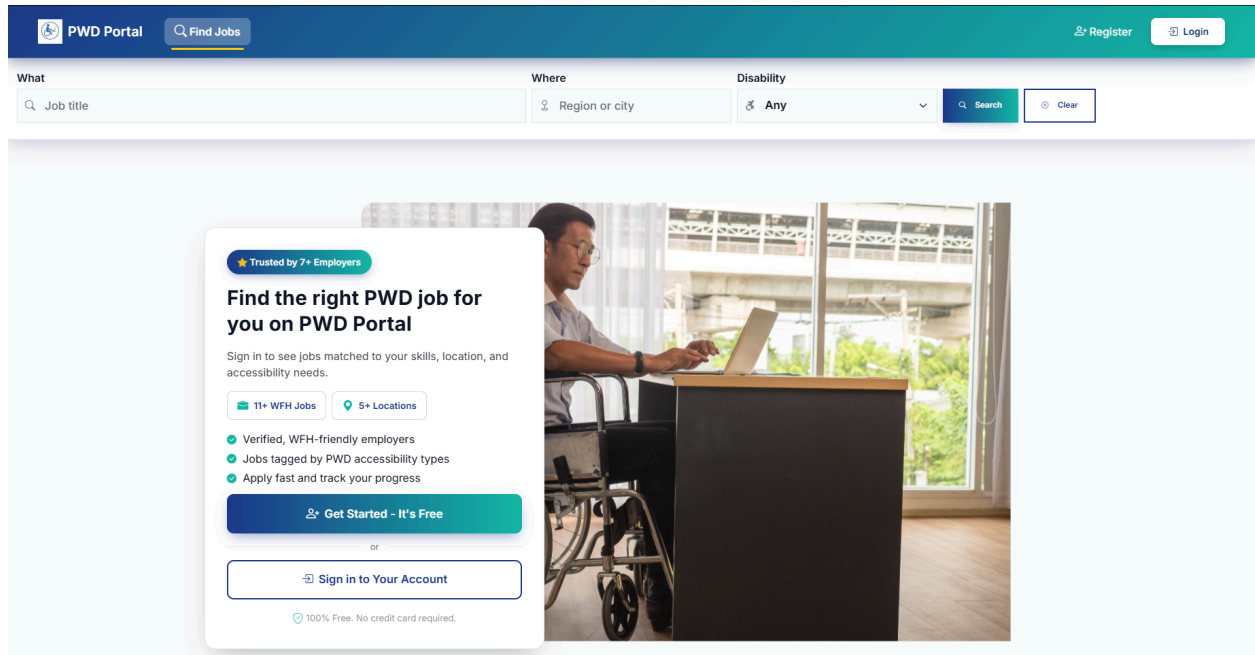 PWD Portal
Find Jobs
Register
Login
What
Where
Disability
Job title
Region or city
Any
Search
Clear
Trusted by 7+ Employers
Find the right PWD job for
you on PWD Portal
Sign in to see jobs matched to your skills, location, and
accessibility needs.
11+ WFH Jobs
5+ Locations
Verified, WFH-friendly employers
Jobs tagged by PWD accessibility types
Apply fast and track your progress
Get Started - It's Free
or
Sign in to Your Account
100% Free. No credit card required.